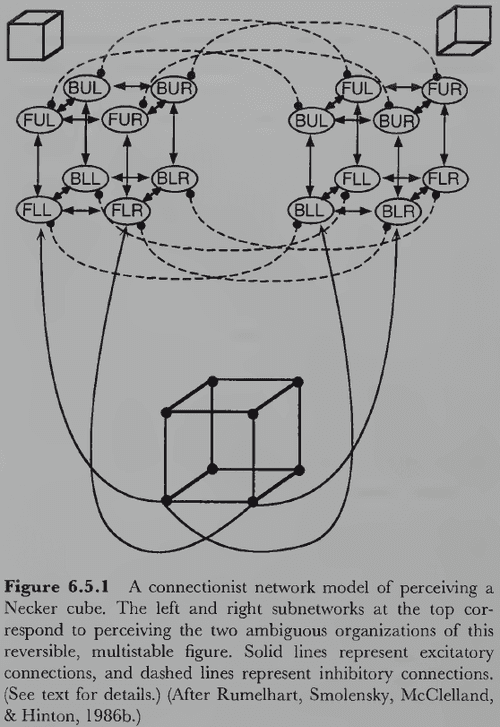 BUL BUR FUL FUR
FUL FUR BUL BUR
BLL BLR FLL FLR
FLL FLR BLL BLR
Figure 6.5.1 A connectionist network model of perceiving a
Necker cube. The left and right subnetworks at the top cor-
respond to perceiving the two ambiguous organizations of this
reversible, multistable figure. Solid lines represent excitatory
connections, and dashed lines represent inhibitory connections.
(See text for details.) (After Rumelhart, Smolensky, McClelland,
& Hinton, 1986b.)